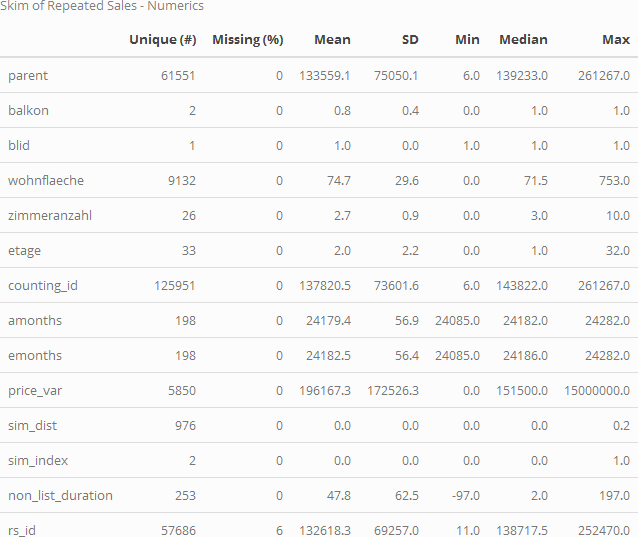 Skim of Repeated Sales - Numerics
Unique (#) Missing (%) Mean SD Min Median Max
parent 61551 0 133559.1 75050.1 6.0 139233.0 261267.0
balkon 2 0 0.8 0.4 0.0 1.0 1.0
blid 1 0 1.0 0.0 1.0 1.0 1.0
wohnflaeche 9132 0 74.7 29.6 0.0 71.5 753.0
zimmeranzahl 26 0 2.7 0.9 0.0 3.0 10.0
etage 33 0 2.0 2.2 0.0 1.0 32.0
counting_id 125951 0 137820.5 73601.6 6.0 143822.0 261267.0
amonths 198 0 24179.4 56.9 24085.0 24182.0 24282.0
emonths 198 0 24182.5 56.4 24085.0 24186.0 24282.0
price_var 5850 0 196167.3 172526.3 0.0 151500.0 15000000.0
sim_dist 976 0 0.0 0.0 0.0 0.0 0.2
sim_index 2 0 0.0 0.0 0.0 0.0 1.0
non_list_duration 253 0 47.8 62.5 -97.0 2.0 197.0
rs_id 57686 6 132618.3 69257.0 11.0 138717.5 252470.0